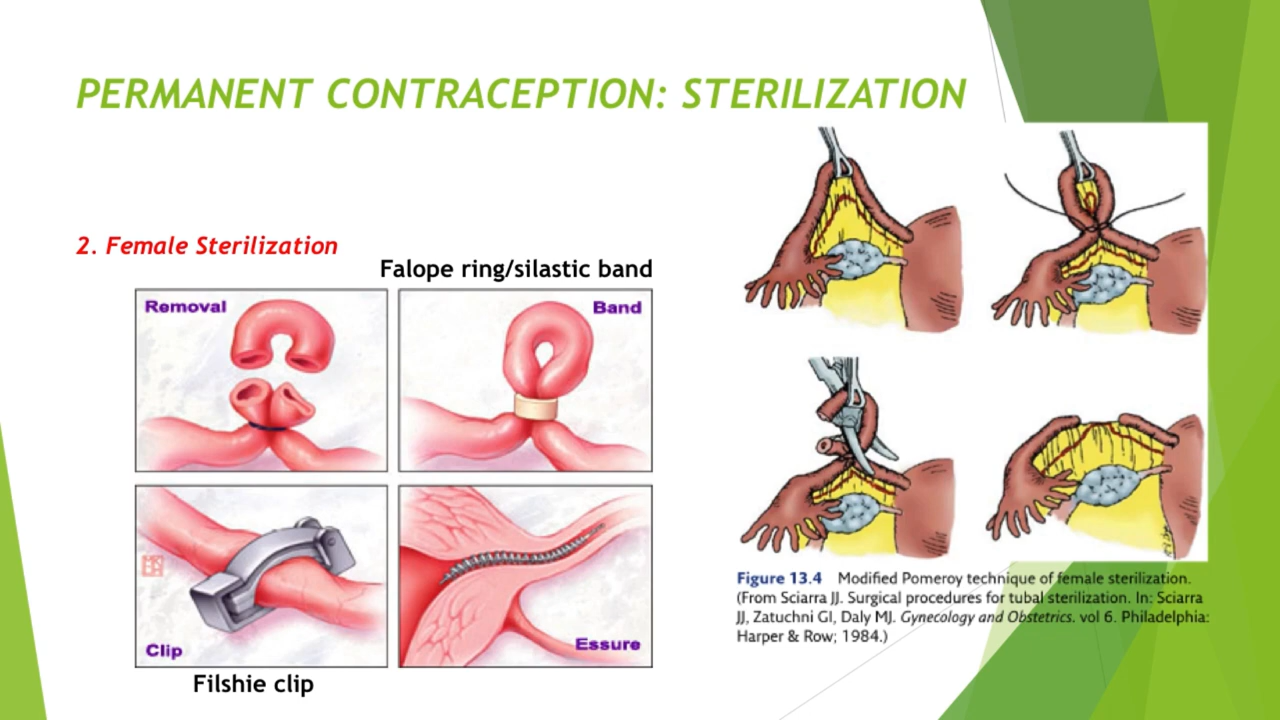 PERMANENT CONTRACEPTION: STERILIZATION
2. Female Sterilization
Falope ring/silastic band
Removal
Band
Clip
Essure
Filshie clip
Figure 13.4 Modified Pomeroy technique of female sterilization.
(From Sciarra JJ. Surgical procedures for tubal sterilization. In: Sciarra
JJ, Zatuchni GI, Daly MJ. Gynecology and Obstetrics. vol 6. Philadelphia:
Harper & Row; 1984.)